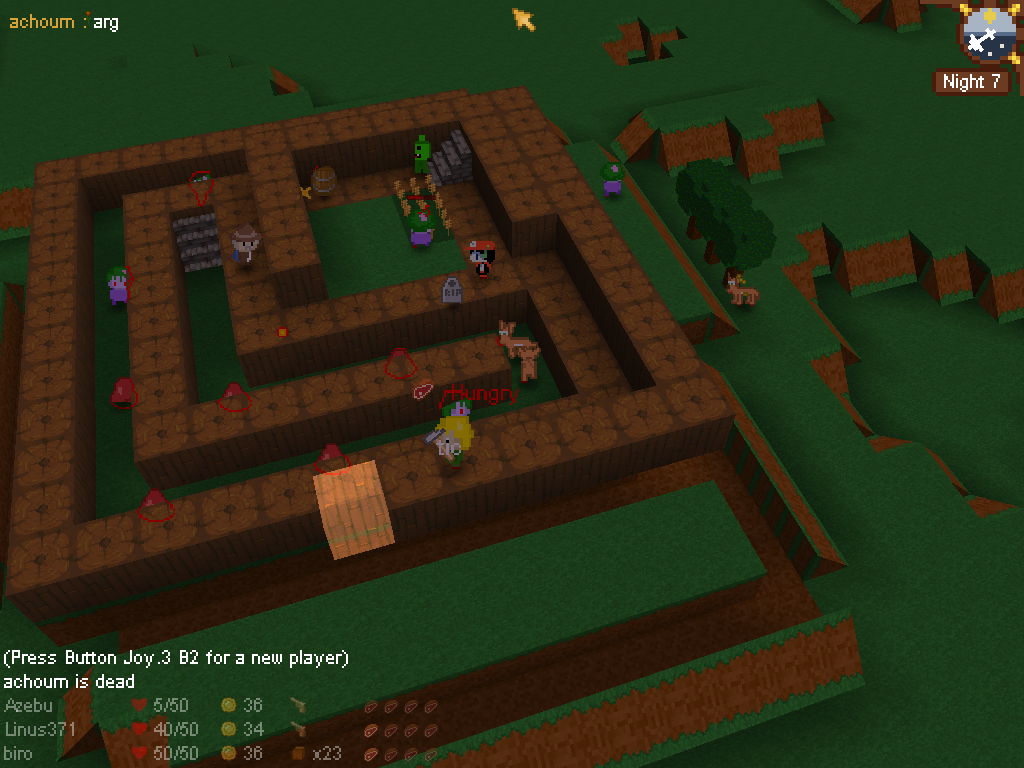 achoum : arg
Night 7
RIP
Hungry
(Press Button Joy.3 B2 for a new player)
achoum is dead
Azebu 5/50 36
Linus371 40/50 34
biro 50/50 36 x23